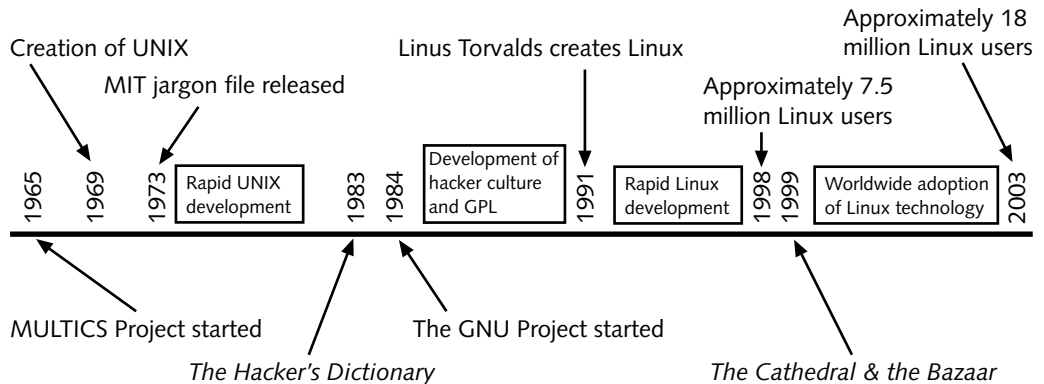 Approximately 18
million Linux users
Creation of UNIX
Linus Torvalds creates Linux
MIT jargon file released
Approximately 7.5
million Linux users
1965
1969
1973
Rapid UNIX
development
1983
1984
Development of
hacker culture
and GPL
1991
Rapid Linux
development
1998
1999
Worldwide adoption
of Linux technology
2003
MULTICS Project started
The GNU Project started
The Hacker's Dictionary
The Cathedral & the Bazaar